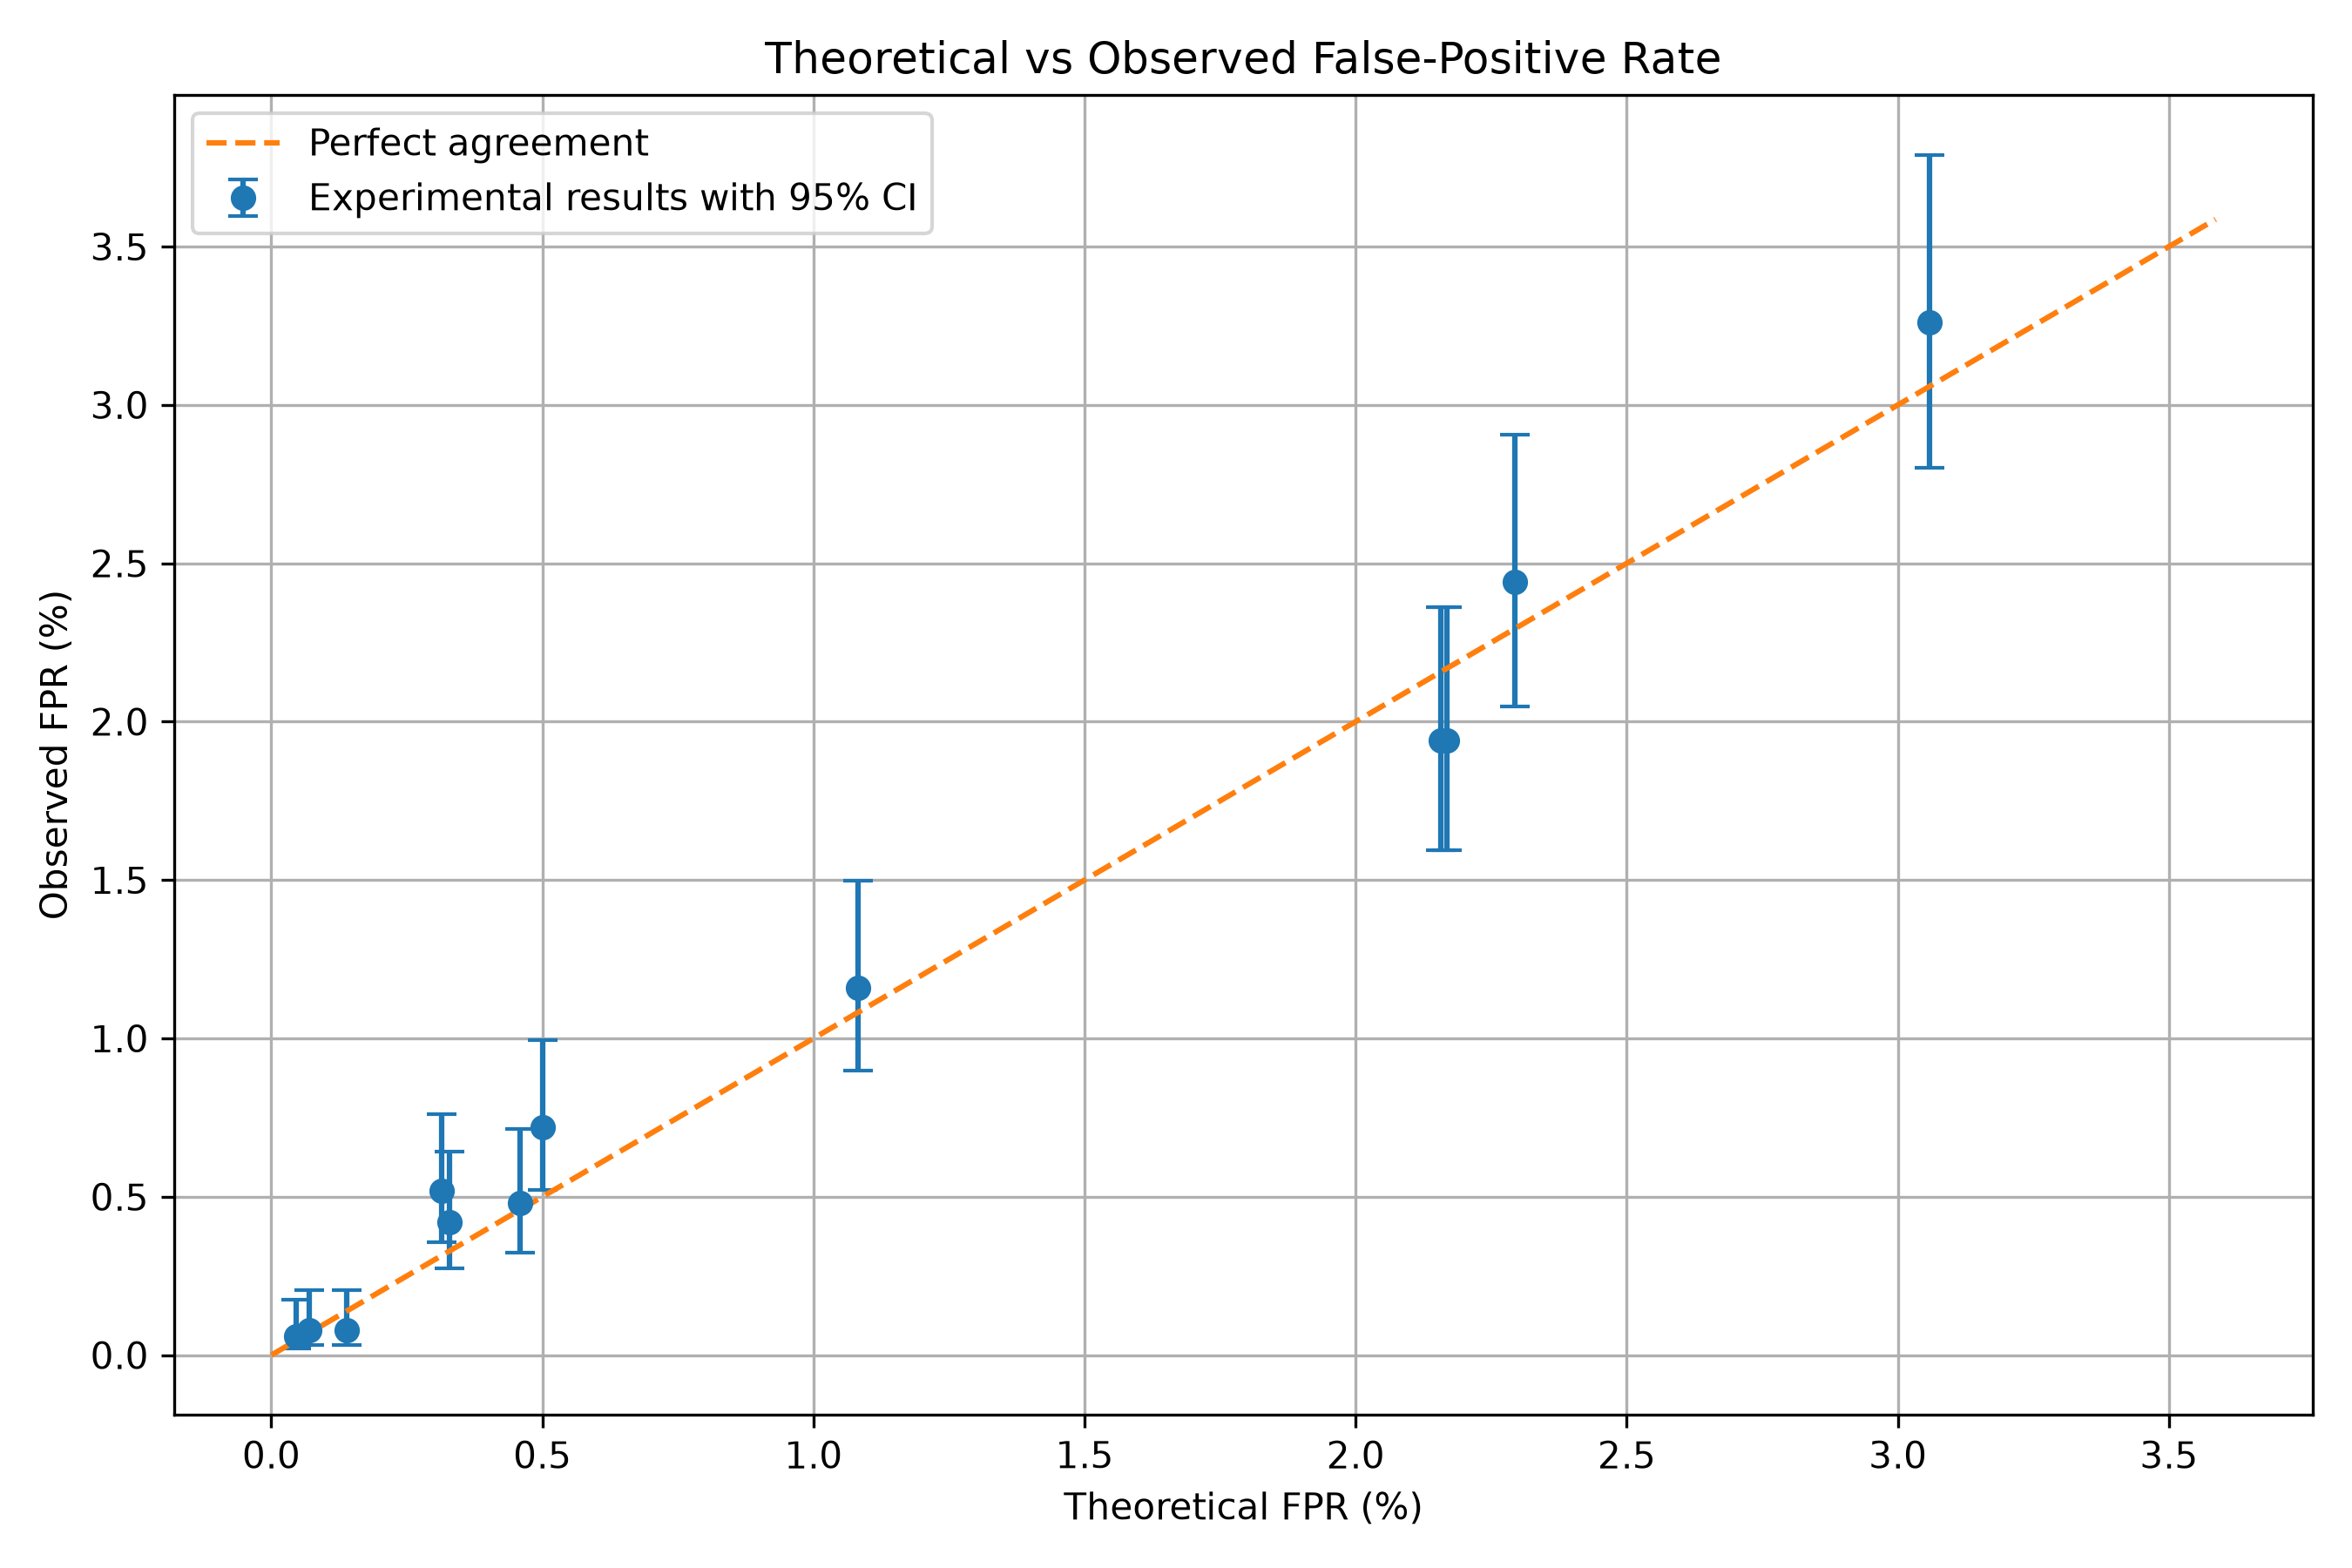 Theoretical vs Observed False-Positive Rate
Perfect agreement
Experimental results with 95% CI
3.5
3.0
2.5
2.0
1.5
1.0
0.5
0.0
Observed FPR (%)
0.0 0.5 1.0 1.5 2.0 2.5 3.0 3.5
Theoretical FPR (%)